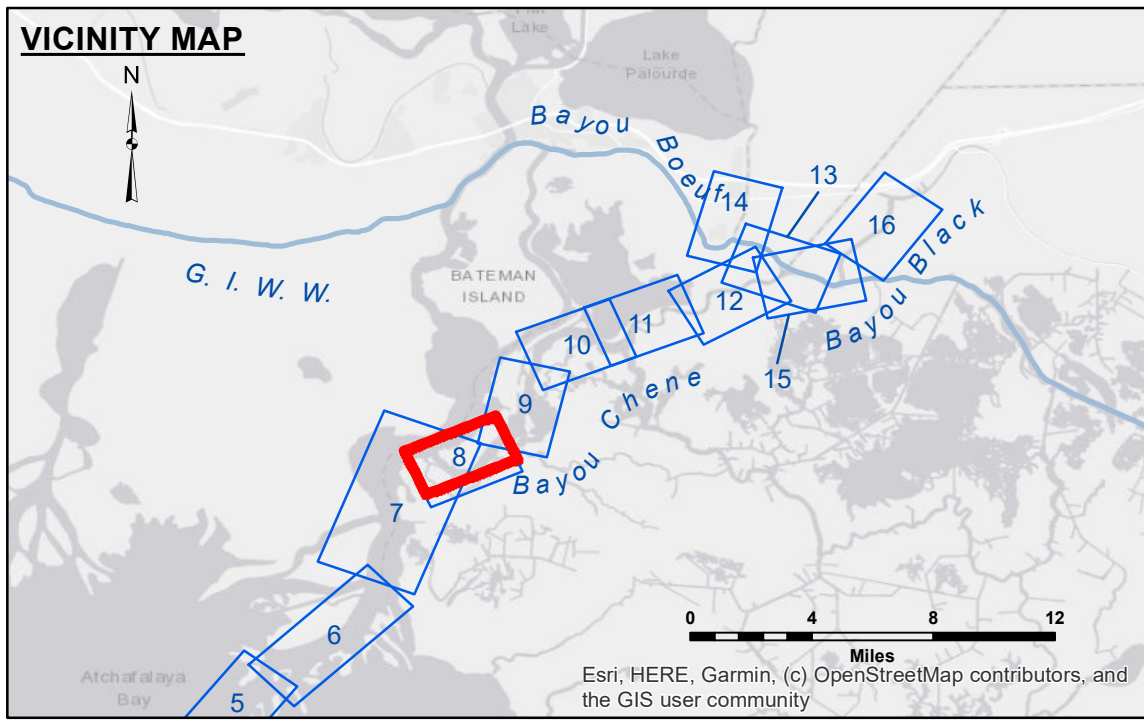 VICINITY MAP
N
Flat
Lake
Lake
Palourde
Bayou
Boeuf
13
14
16
Bayou Black
G. I. W. W.
BATEMAN
ISLAND
12
11
10
15
9
Bayou Chene
8
7
6
5
Atchafalaya
Bay
0 4 8 12
Miles
Esri, HERE, Garmin, (c) OpenStreetMap contributors, and
the GIS user community